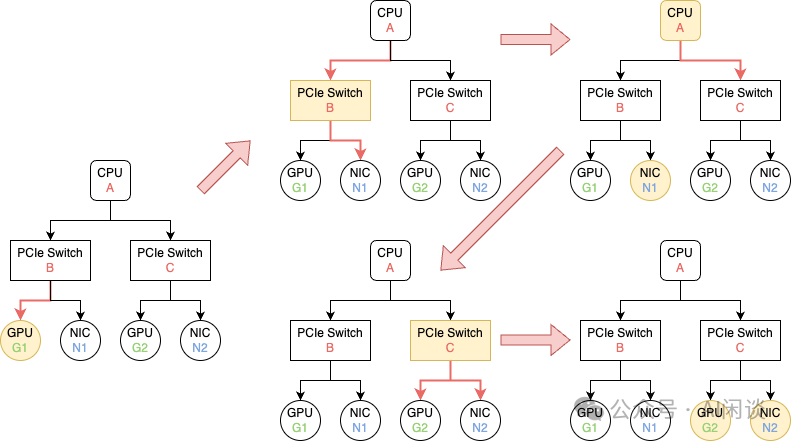 CPU
A
PCIe Switch
B
PCIe Switch
C
GPU
G1
NIC
N1
GPU
G2
NIC
N2
CPU
A
PCIe Switch
B
PCIe Switch
C
GPU
G1
NIC
N1
GPU
G2
NIC
N2
CPU
A
PCIe Switch
B
PCIe Switch
C
GPU
G1
NIC
N1
GPU
G2
NIC
N2
CPU
A
PCIe Switch
B
PCIe Switch
C
GPU
G1
NIC
N1
GPU
G2
NIC
N2
CPU
A
PCIe Switch
B
PCIe Switch
C
GPU
G1
NIC
N1
GPU
G2
NIC
N2
公众号 · AI闲谈